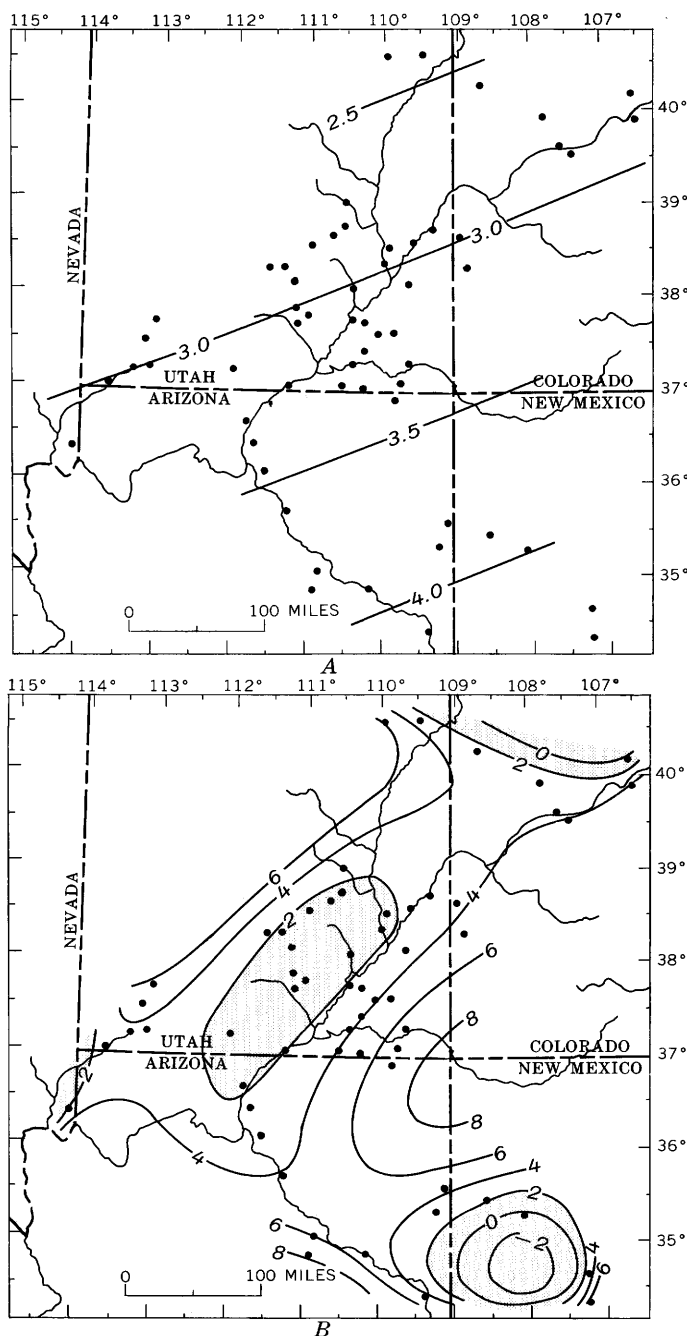 115° 114° 113° 112° 111° 110° 109° 108° 107°
2.5
40°
39°
NEVADA
3.0
38°
3.0
UTAH
ARIZONA
COLORADO
NEW MEXICO
37°
3.5
36°
35°
4.0
0 100 MILES
A
115° 114° 113° 112° 111° 110° 109° 108° 107°
0
2
40°
6
4
39°
2
4
NEVADA
38°
6
8
UTAH
ARIZONA
COLORADO
NEW MEXICO
37°
2
8
36°
4
6
4
2
0
6
8
-2
35°
4
6
0 100 MILES
B